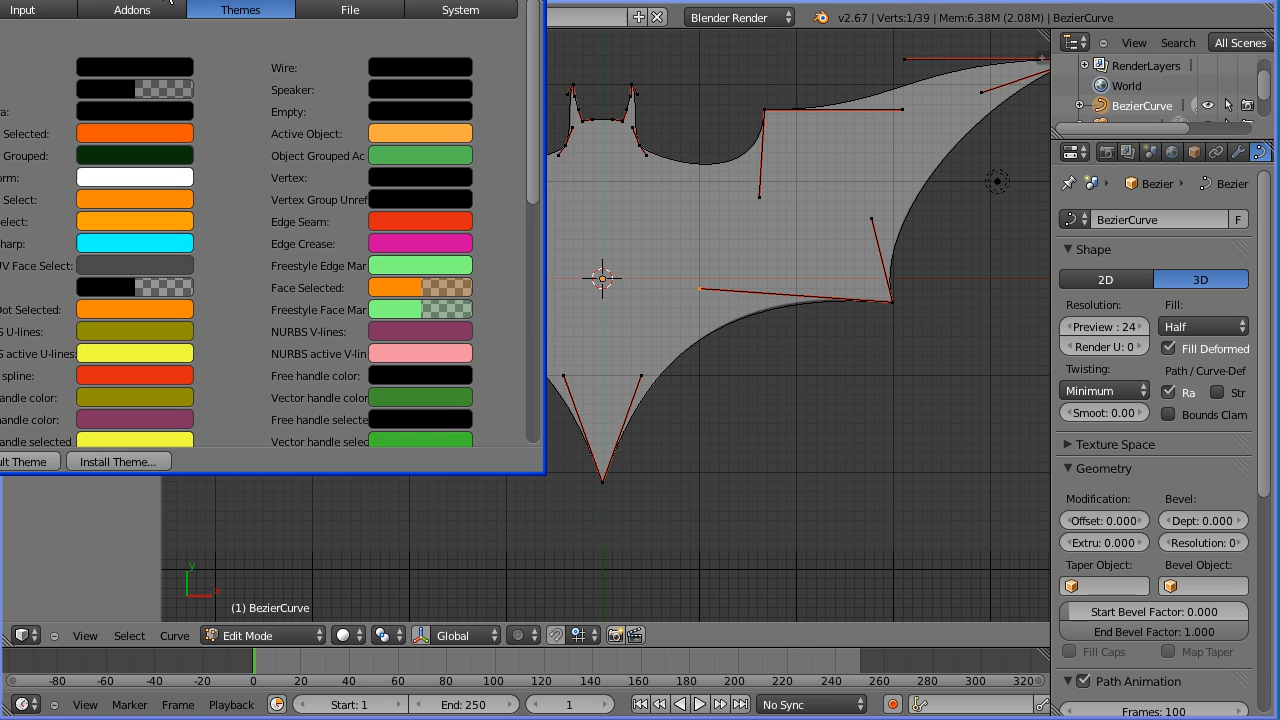 Input
Addons
Themes
File
System
Blender Render
v2.67 | Verts:1/39 | Mem:6.38M (2.08M) | BezierCurve
View
Search
All Scenes
RenderLayers
World
BezierCurve
Wire:
Speaker:
a:
Empty:
Selected:
Active Object:
Grouped:
Object Grouped Ac
orm:
Vertex:
Select:
Vertex Group Unref
elect:
Edge Seam:
harp:
Edge Crease:
UV Face Select:
Freestyle Edge Mar
Face Selected:
Dot Selected:
Freestyle Face Mar
S U-lines:
NURBS V-lines:
S active U-lines:
NURBS active V-lin
spline:
Free handle color:
andle color:
Vector handle color
handle color:
Free handle selecte
andle selected
Vector handle selec
ult Theme
Install Theme...
y
x
(1) BezierCurve
Bezier
Bezier
BezierCurve
F
Shape
2D
3D
Resolution:
Fill:
Preview : 24
Half
Render U: 0
Fill Deformed
Twisting:
Path / Curve-Def
Minimum
Ra
Str
Smoot: 0.00
Bounds Clam
Texture Space
Geometry
Modification:
Bevel:
Offset: 0.000
Dept: 0.000
Extru: 0.000
Resolution: 0
Taper Object:
Bevel Object:
Start Bevel Factor: 0.000
End Bevel Factor: 1.000
Fill Caps
Map Taper
Path Animation
Frames: 100
View
Select
Curve
Edit Mode
Global
-80 -60 -40 -20 0 20 40 60 80 100 120 140 160 180 200 220 240 260 280 300 320
View
Marker
Frame
Playback
Start: 1
End: 250
1
No Sync